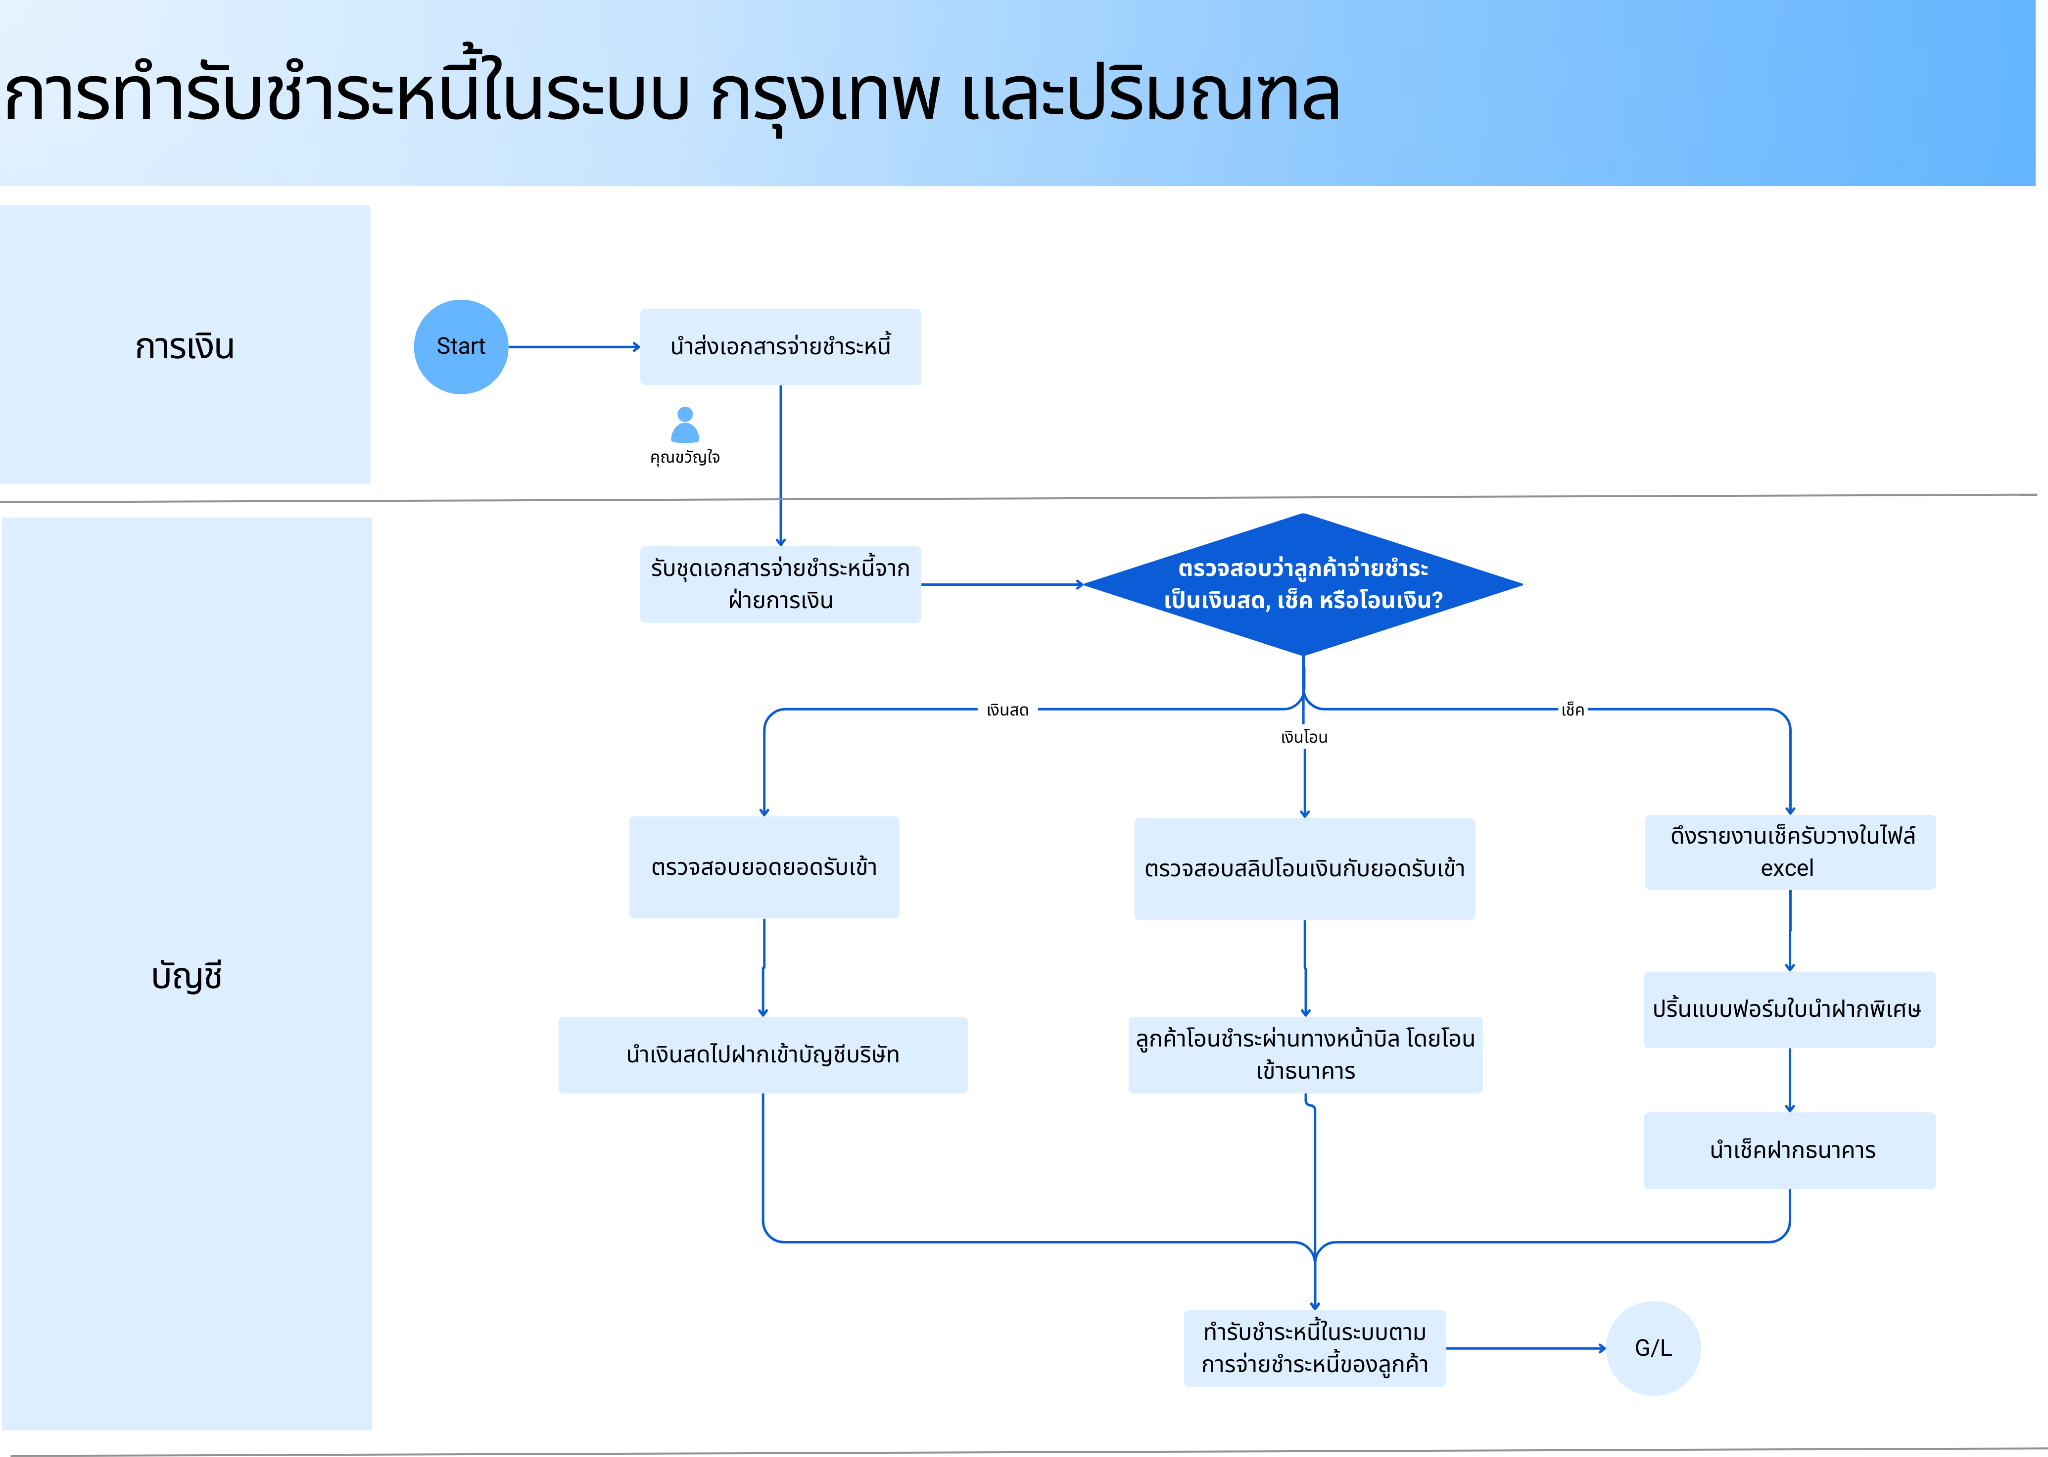 การทำรับชำระหนี้ในระบบ กรุงเทพ และปริมณฑล
การเงิน
Start
นำส่งเอกสารจ่ายชำระหนี้
คุณขวัญใจ
บัญชี
รับชุดเอกสารจ่ายชำระหนี้จาก
ฝ่ายการเงิน
ตรวจสอบว่าลูกค้าจ่ายชำระ
เป็นเงินสด, เช็ค หรือโอนเงิน?
เงินสด
เงินโอน
เช็ค
ตรวจสอบยอดยอดรับเข้า
ตรวจสอบสลิปโอนเงินกับยอดรับเข้า
ดึงรายงานเช็ครับวางในไฟล์
excel
นำเงินสดไปฝากเข้าบัญชีบริษัท
ลูกค้าโอนชำระผ่านทางหน้าบิล โดยโอน
เข้าธนาคาร
ปริ้นแบบฟอร์มใบนำฝากพิเศษ
นำเช็คฝากธนาคาร
ทำรับชำระหนี้ในระบบตาม
การจ่ายชำระหนี้ของลูกค้า
G/L